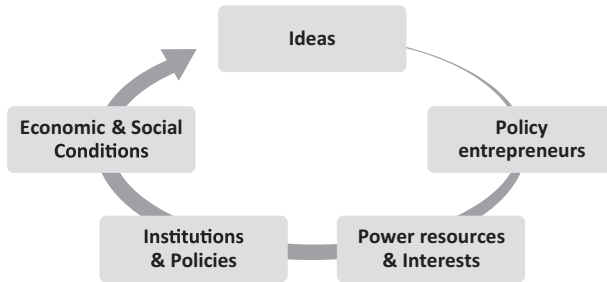 Ideas
Policy
entrepreneurs
Power resources
& Interests
Institutions
& Policies
Economic & Social
Conditions